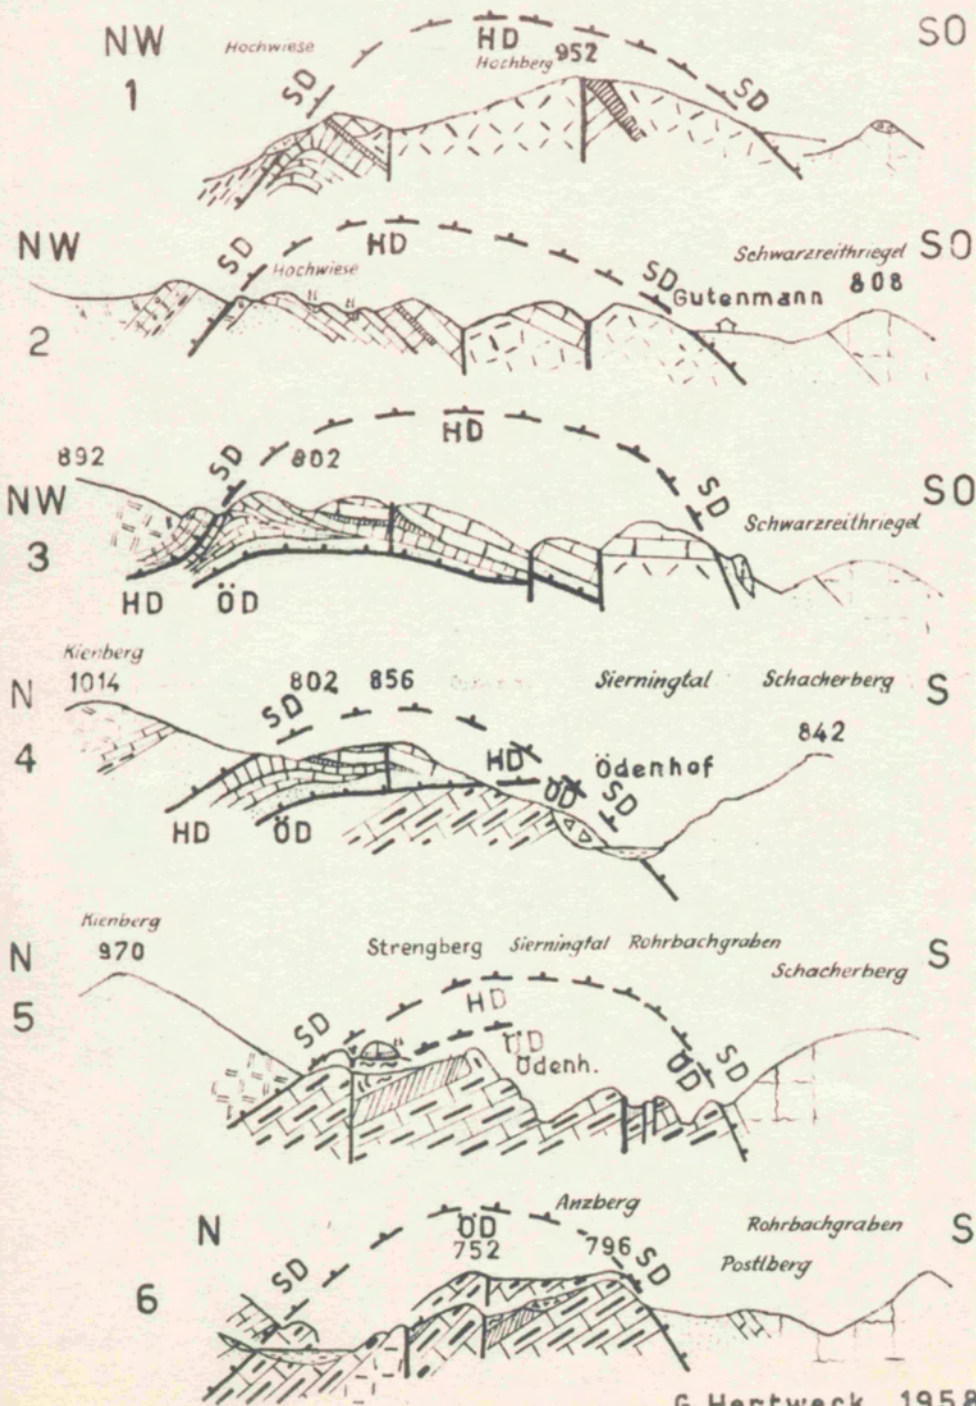 NW Hochwiese HD SO
1 SD Hochberg 952 SD
NW SD HD SD Schwarzreithriegel SO
Hochwiese Gutenmann 808
2
HD
892 SD 802 SD
NW SO
Schwarzreithriegel
3
HD ÖD
Kienberg
N 1014 802 856 Sierningtal Schacherberg S
SD 842
4 HD Ödenhof
ÖD SD
HD ÖD
Kienberg
N 970 Strengberg Sierningtal Rohrbachgraben S
Schacherberg
5 SD HD
ÖD SD
Ödenh. ÖD
Anzberg
N ÖD Rohrbachgraben S
752 796 SD Postlberg
6 SD
G. Hertweck 1958